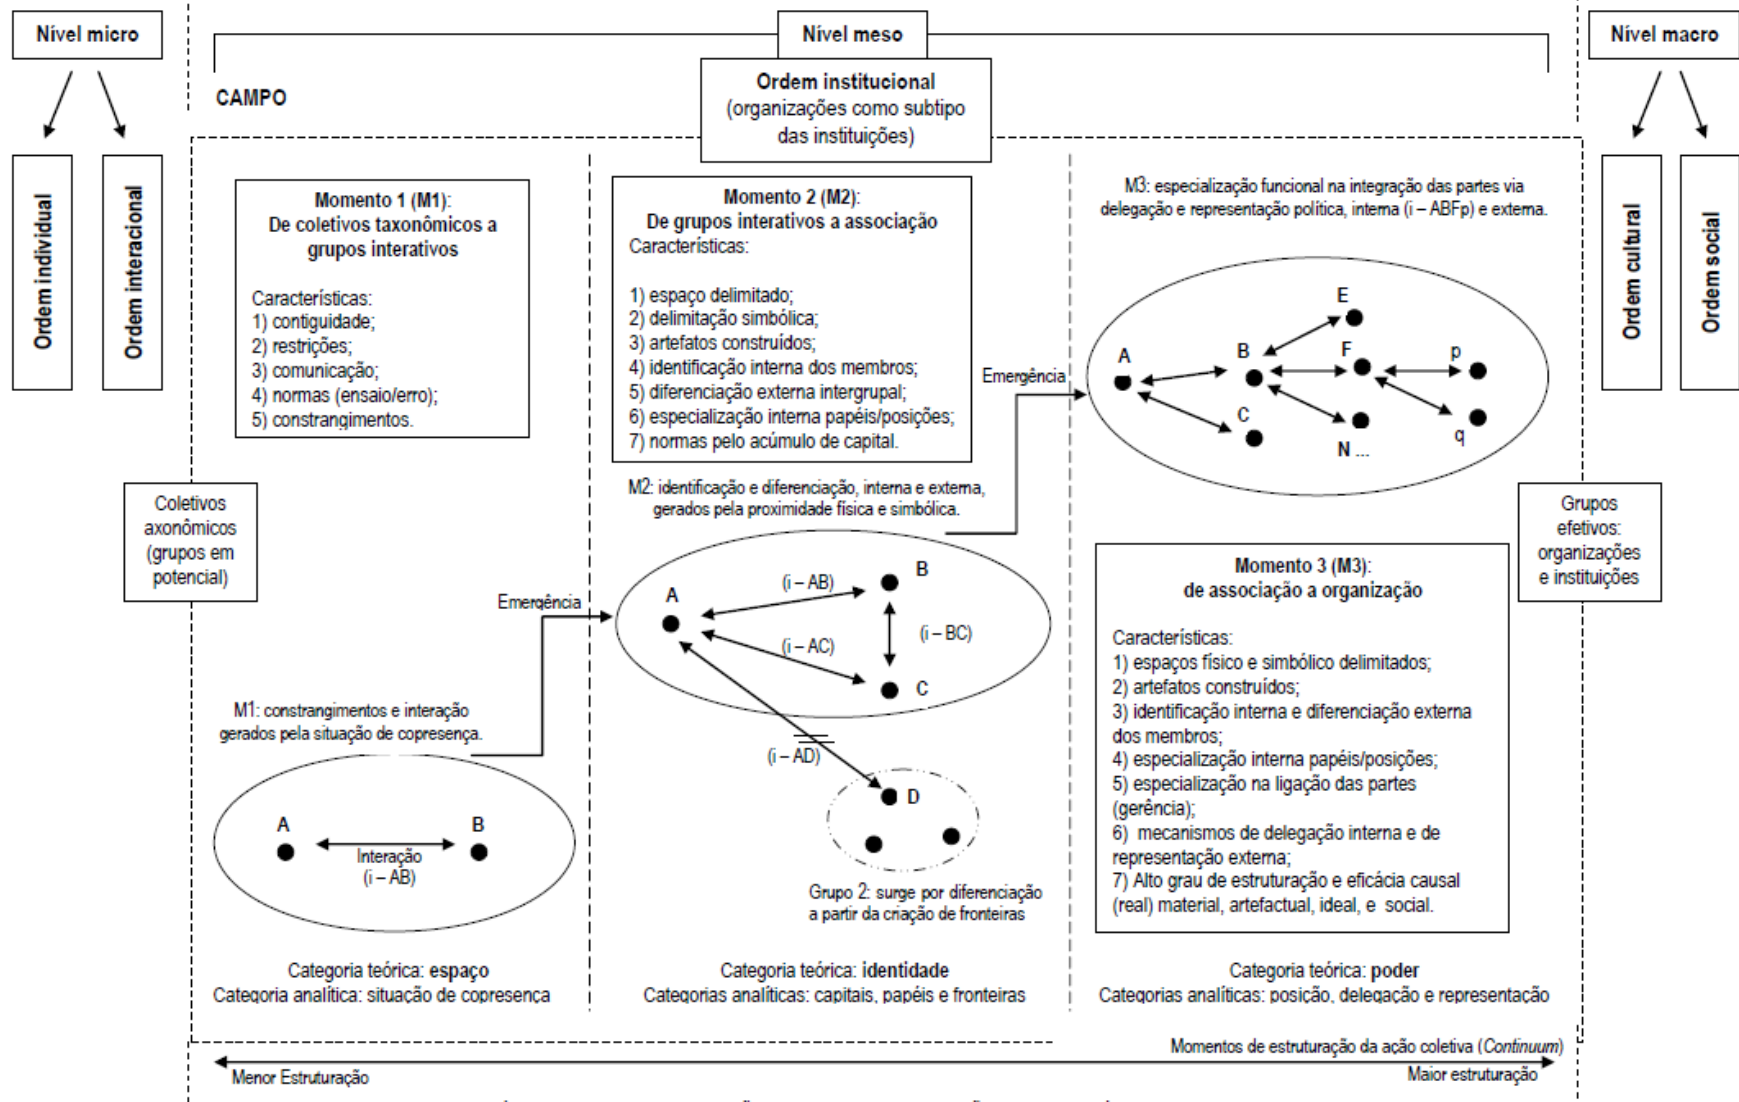 Nível micro
Nível meso
Nível macro
CAMPO
Ordem institucional
(organizações como subtipo
das instituições)
Ordem individual
Ordem interacional
Ordem cultural
Ordem social
Momento 1 (M1):
De coletivos taxonômicos a
grupos interativos
Características:
1) contiguidade;
2) restrições;
3) comunicação;
4) normas (ensaio/erro);
5) constrangimentos.
Momento 2 (M2):
De grupos interativos a associação
Características:
1) espaço delimitado;
2) delimitação simbólica;
3) artefatos construídos;
4) identificação interna dos membros;
5) diferenciação externa intergrupal;
6) especialização interna papéis/posições;
7) normas pelo acúmulo de capital.
M3: especialização funcional na integração das partes via
delegação e representação política, interna (i – ABFp) e externa.
E
A
B
F
p
C
N ...
q
Emergência
Coletivos
axonômicos
(grupos em
potencial)
M2: identificação e diferenciação, interna e externa,
gerados pela proximidade física e simbólica.
Grupos
efetivos:
organizações
e instituições
(i – AB)
B
A
(i – AC)
(i – BC)
C
Emergência
(i – AD)
D
Grupo 2: surge por diferenciação
a partir da criação de fronteiras
M1: constrangimentos e interação
gerados pela situação de copresença.
A
B
Interação
(i – AB)
Momento 3 (M3):
de associação a organização
Características:
1) espaços físico e simbólico delimitados;
2) artefatos construídos;
3) identificação interna e diferenciação externa
dos membros;
4) especialização interna papéis/posições;
5) especialização na ligação das partes
(gerência);
6) mecanismos de delegação interna e de
representação externa;
7) Alto grau de estruturação e eficácia causal
(real) material, artefactual, ideal, e social.
Categoria teórica: espaço
Categoria analítica: situação de copresença
Categoria teórica: identidade
Categorias analíticas: capitais, papéis e fronteiras
Categoria teórica: poder
Categorias analíticas: posição, delegação e representação
Momentos de estruturação da ação coletiva (Continuum)
Menor Estruturação
Maior estruturação